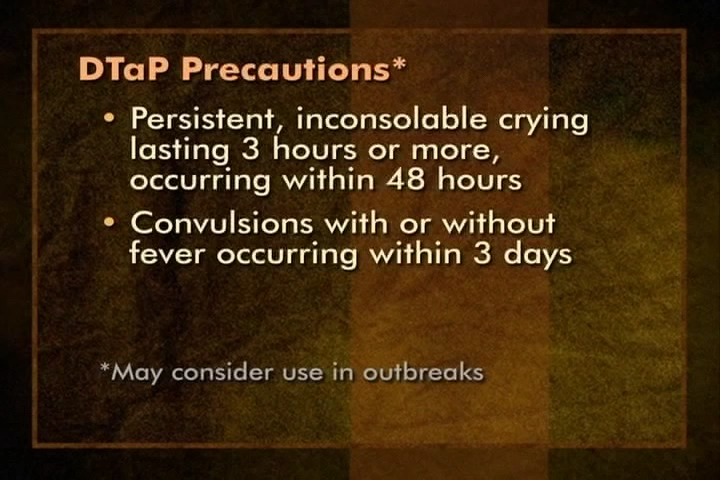 DTaP Precautions*
• Persistent, inconsolable crying
lasting 3 hours or more,
occurring within 48 hours
• Convulsions with or without
fever occurring within 3 days
*May consider use in outbreaks